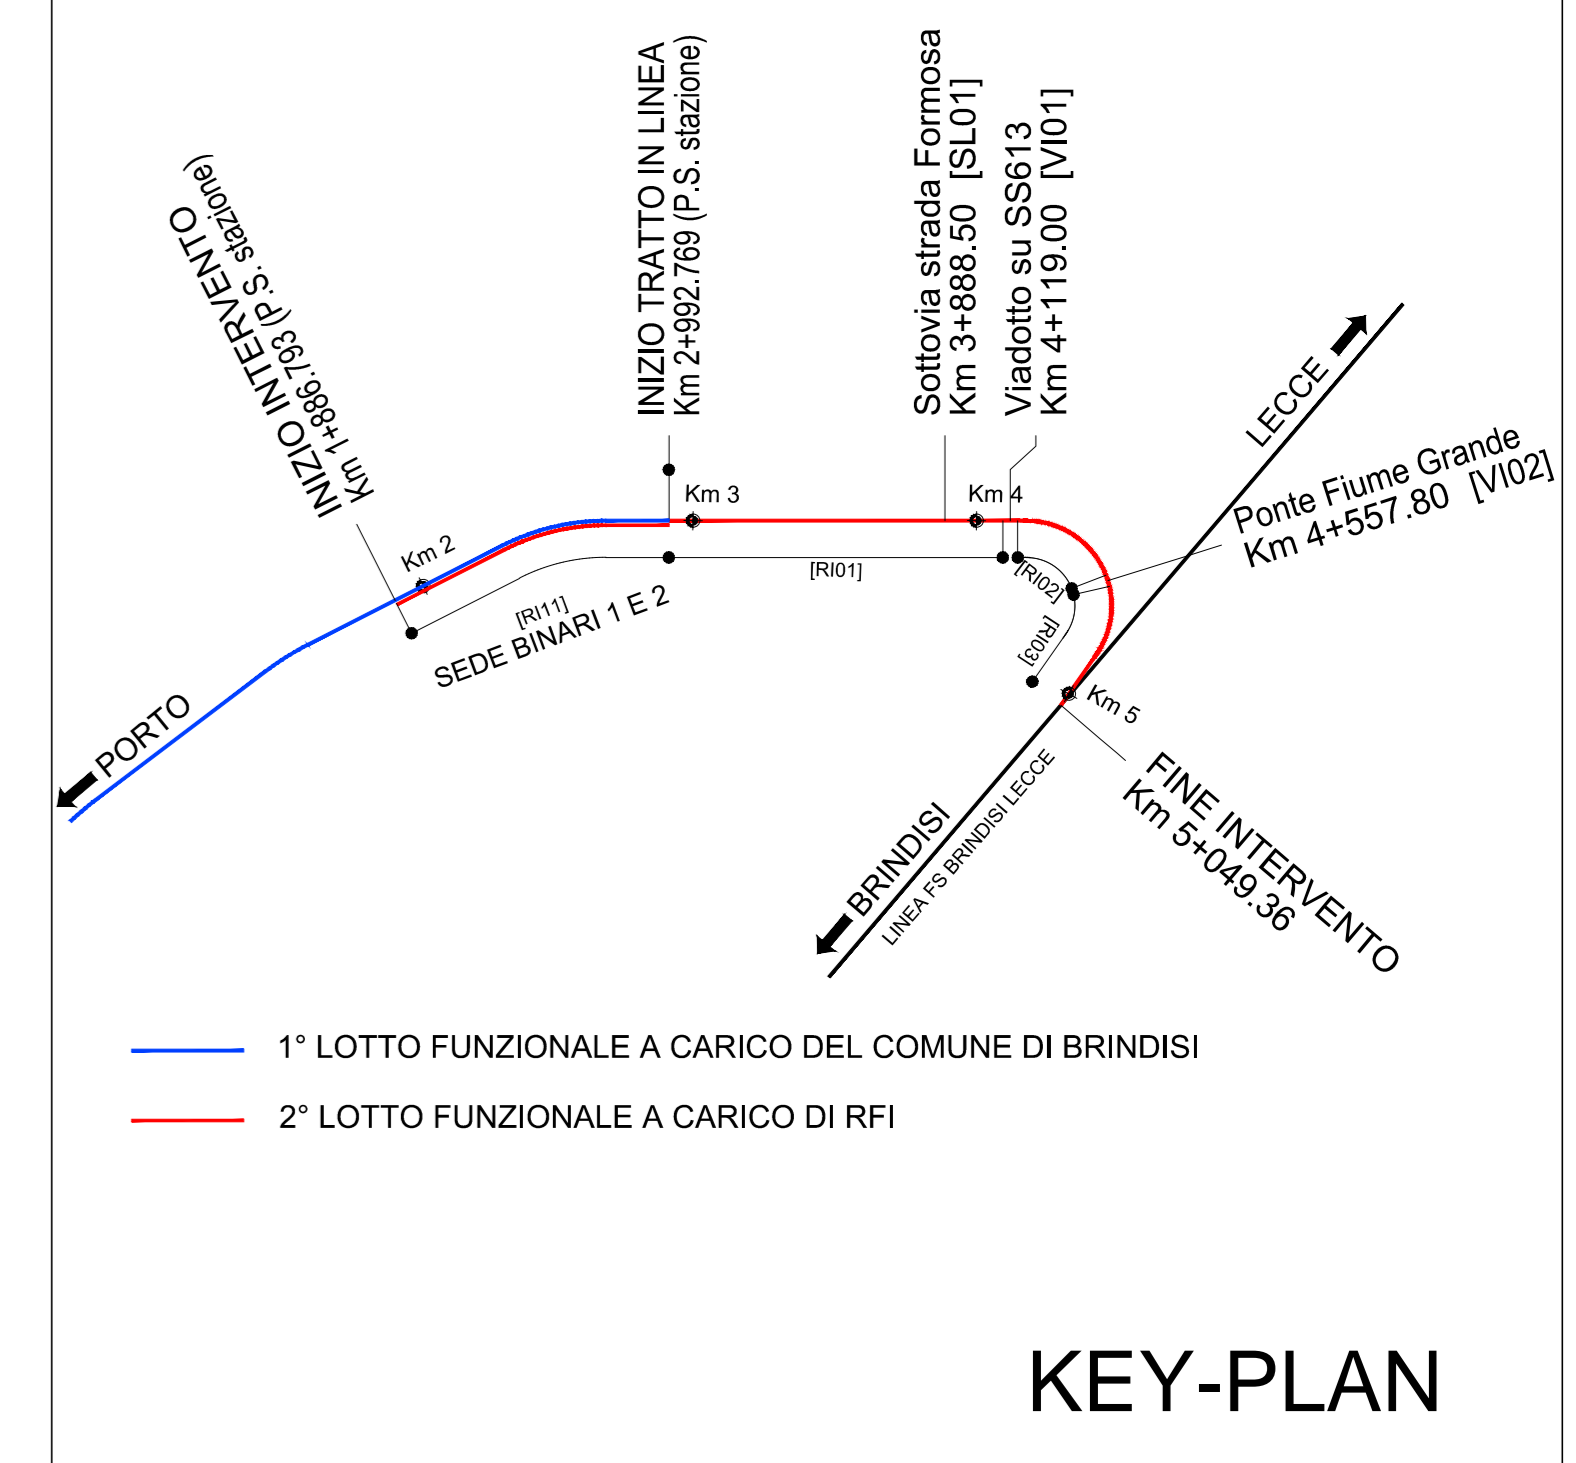 INIZIO INTERVENTO
Km 1+886.793 (P.S. stazione)
INIZIO TRATTO IN LINEA
Km 2+992.769 (P.S. stazione)
Sottovia strada Formosa
Km 3+888.50 [SL01]
Viadotto su SS613
Km 4+119.00 [VI01]
LECCE
Ponte Fiume Grande
Km 4+557.80 [VI02]
Km 2
Km 3
Km 4
[RI11]
SEDE BINARI 1 E 2
[RI01]
[RI02]
[RI03]
Km 5
PORTO
BRINDISI
LINEA FS BRINDISI LECCE
FINE INTERVENTO
Km 5+049.36
1° LOTTO FUNZIONALE A CARICO DEL COMUNE DI BRINDISI
2° LOTTO FUNZIONALE A CARICO DI RFI
KEY-PLAN